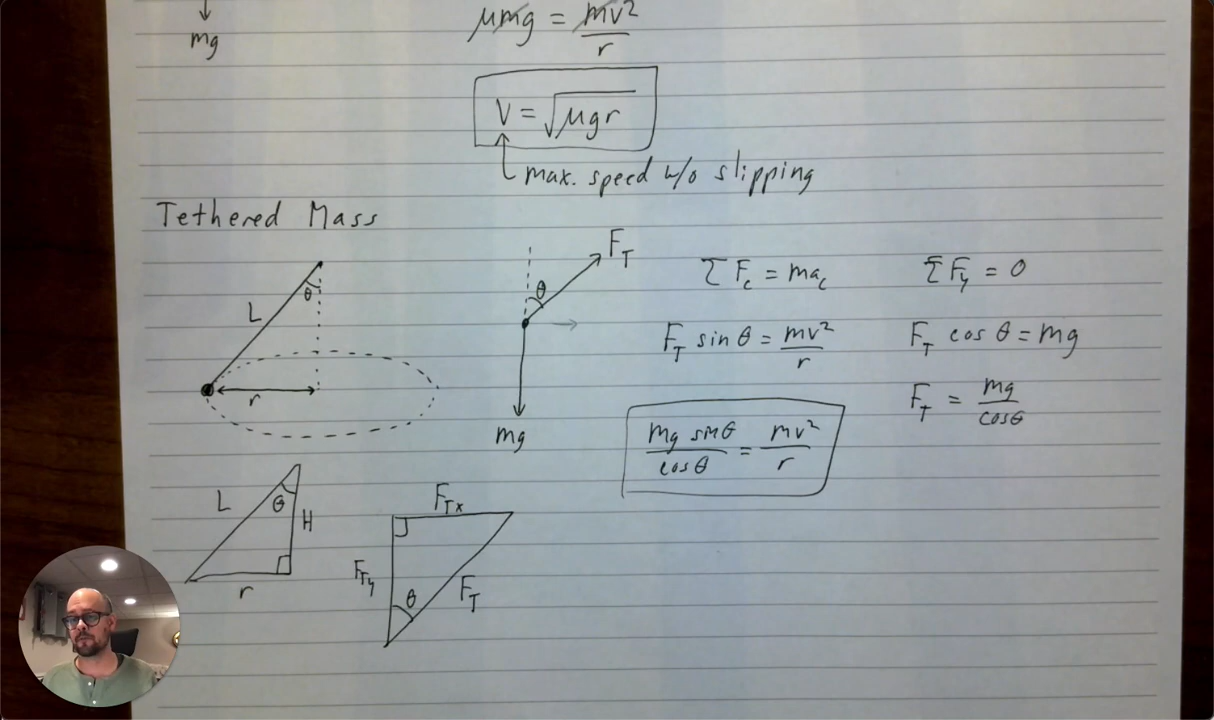 mg
μmg = mv²/r
V = √μgr
max. speed w/o slipping
Tethered Mass
θ
L
r
F_T
θ
mg
ΣF_c = ma_c
ΣF_y = 0
F_T sin θ = mv²/r
F_T cos θ = mg
F_T = mg/cosθ
mg sinθ/cosθ = mv²/r
L
θ
H
r
F_Tx
F_Ty
θ
F_T